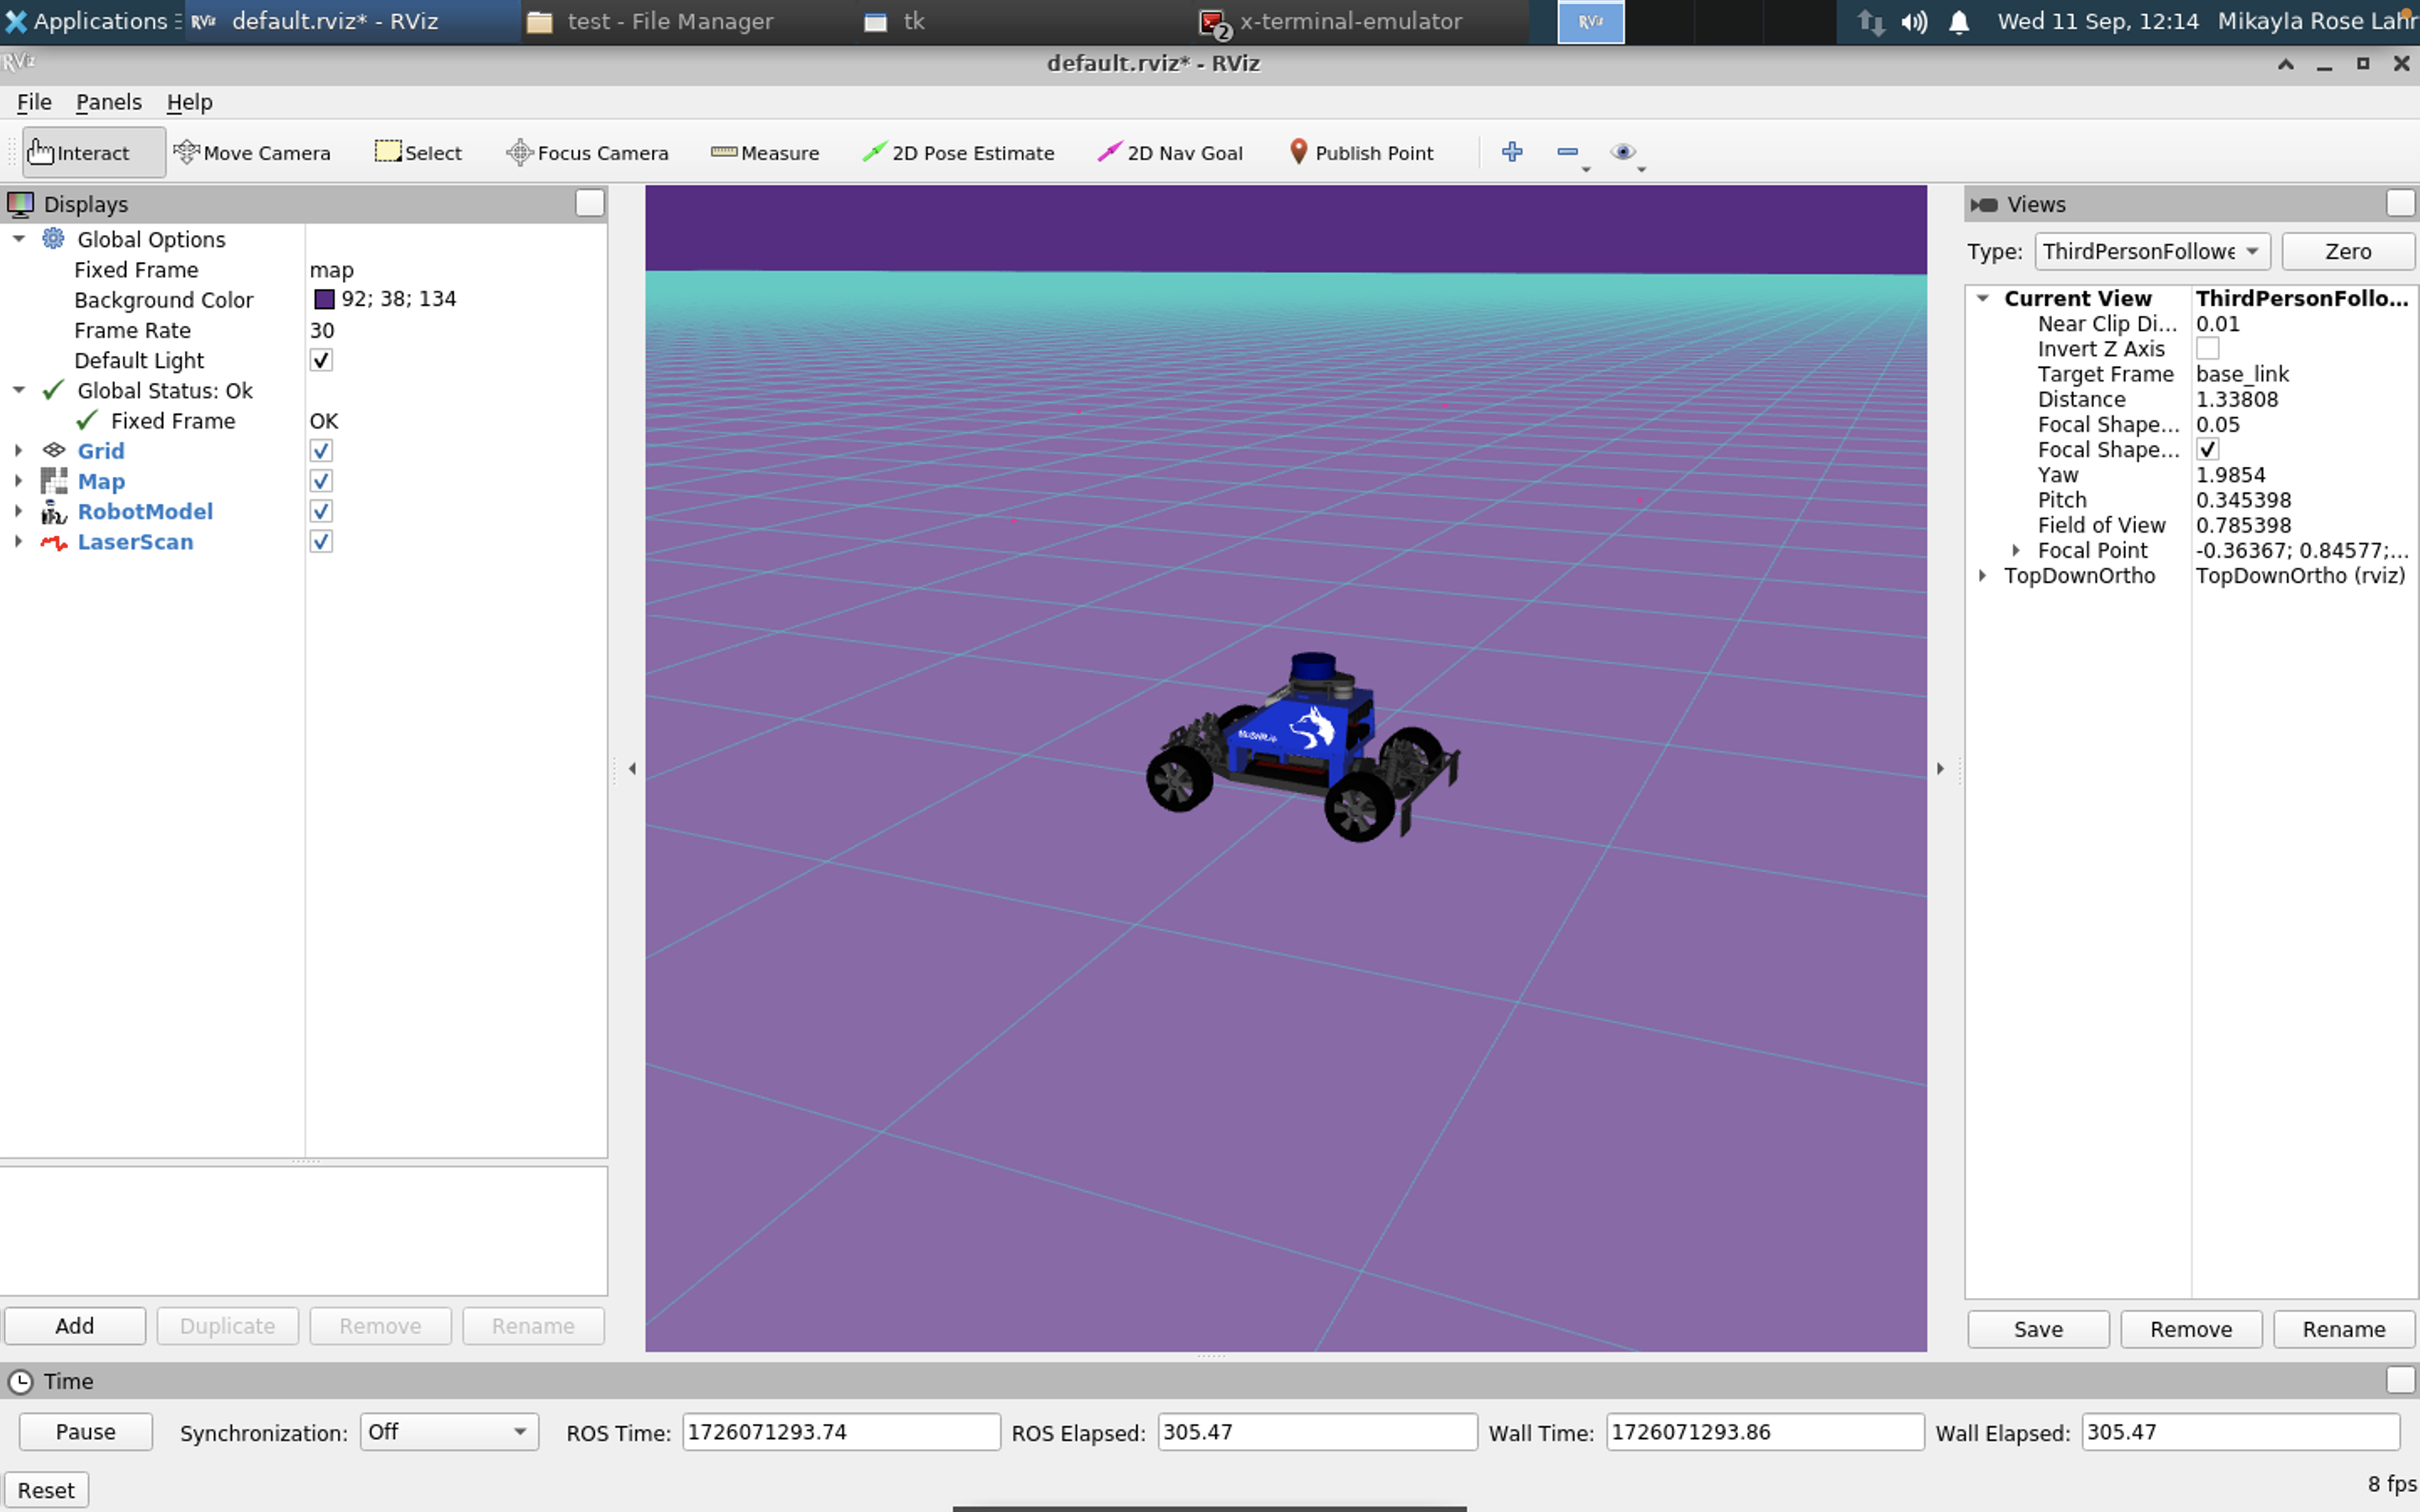 Applications RViz default.rviz* - RViz test - File Manager tk 2 x-terminal-emulator RViz Wed 11 Sep, 12:14 Mikayla Rose Lahr
RViz default.rviz* - RViz
File Panels Help
Interact Move Camera Select Focus Camera Measure 2D Pose Estimate 2D Nav Goal Publish Point
Displays
Global Options
Fixed Frame map
Background Color 92; 38; 134
Frame Rate 30
Default Light
Global Status: Ok
Fixed Frame OK
Grid
Map
RobotModel
LaserScan
Add Duplicate Remove Rename
Views
Type: ThirdPersonFollowe Zero
Current View ThirdPersonFollo...
Near Clip Di... 0.01
Invert Z Axis
Target Frame base_link
Distance 1.33808
Focal Shape... 0.05
Focal Shape...
Yaw 1.9854
Pitch 0.345398
Field of View 0.785398
Focal Point -0.36367; 0.84577;...
TopDownOrtho TopDownOrtho (rviz)
Save Remove Rename
Time
Pause Synchronization: Off ROS Time: 1726071293.74 ROS Elapsed: 305.47 Wall Time: 1726071293.86 Wall Elapsed: 305.47
Reset 8 fps